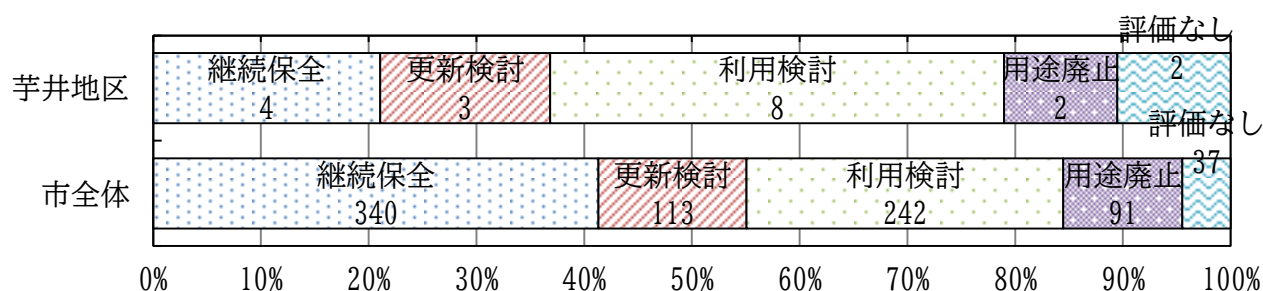 評価なし
芋井地区
継続保全
更新検討
利用検討
用途廃止
4
3
8
2
2
評価なし
市全体
継続保全
更新検討
利用検討
用途廃止
37
340
113
242
91
0%
10%
20%
30%
40%
50%
60%
70%
80%
90%
100%